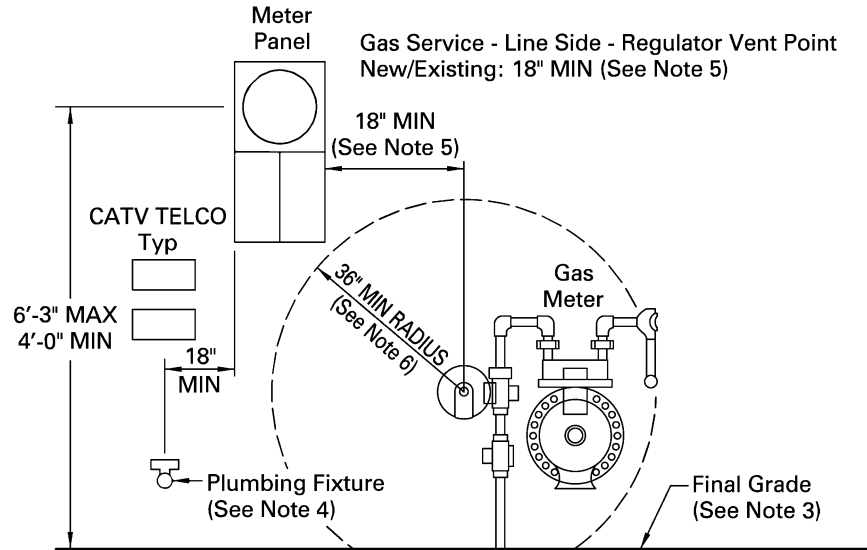 Meter
Panel
Gas Service - Line Side - Regulator Vent Point
New/Existing: 18" MIN (See Note 5)
18" MIN
(See Note 5)
CATV TELCO
Typ
6'-3" MAX
4'-0" MIN
36" MIN RADIUS
(See Note 6)
Gas
Meter
18"
MIN
Plumbing Fixture
(See Note 4)
Final Grade
(See Note 3)